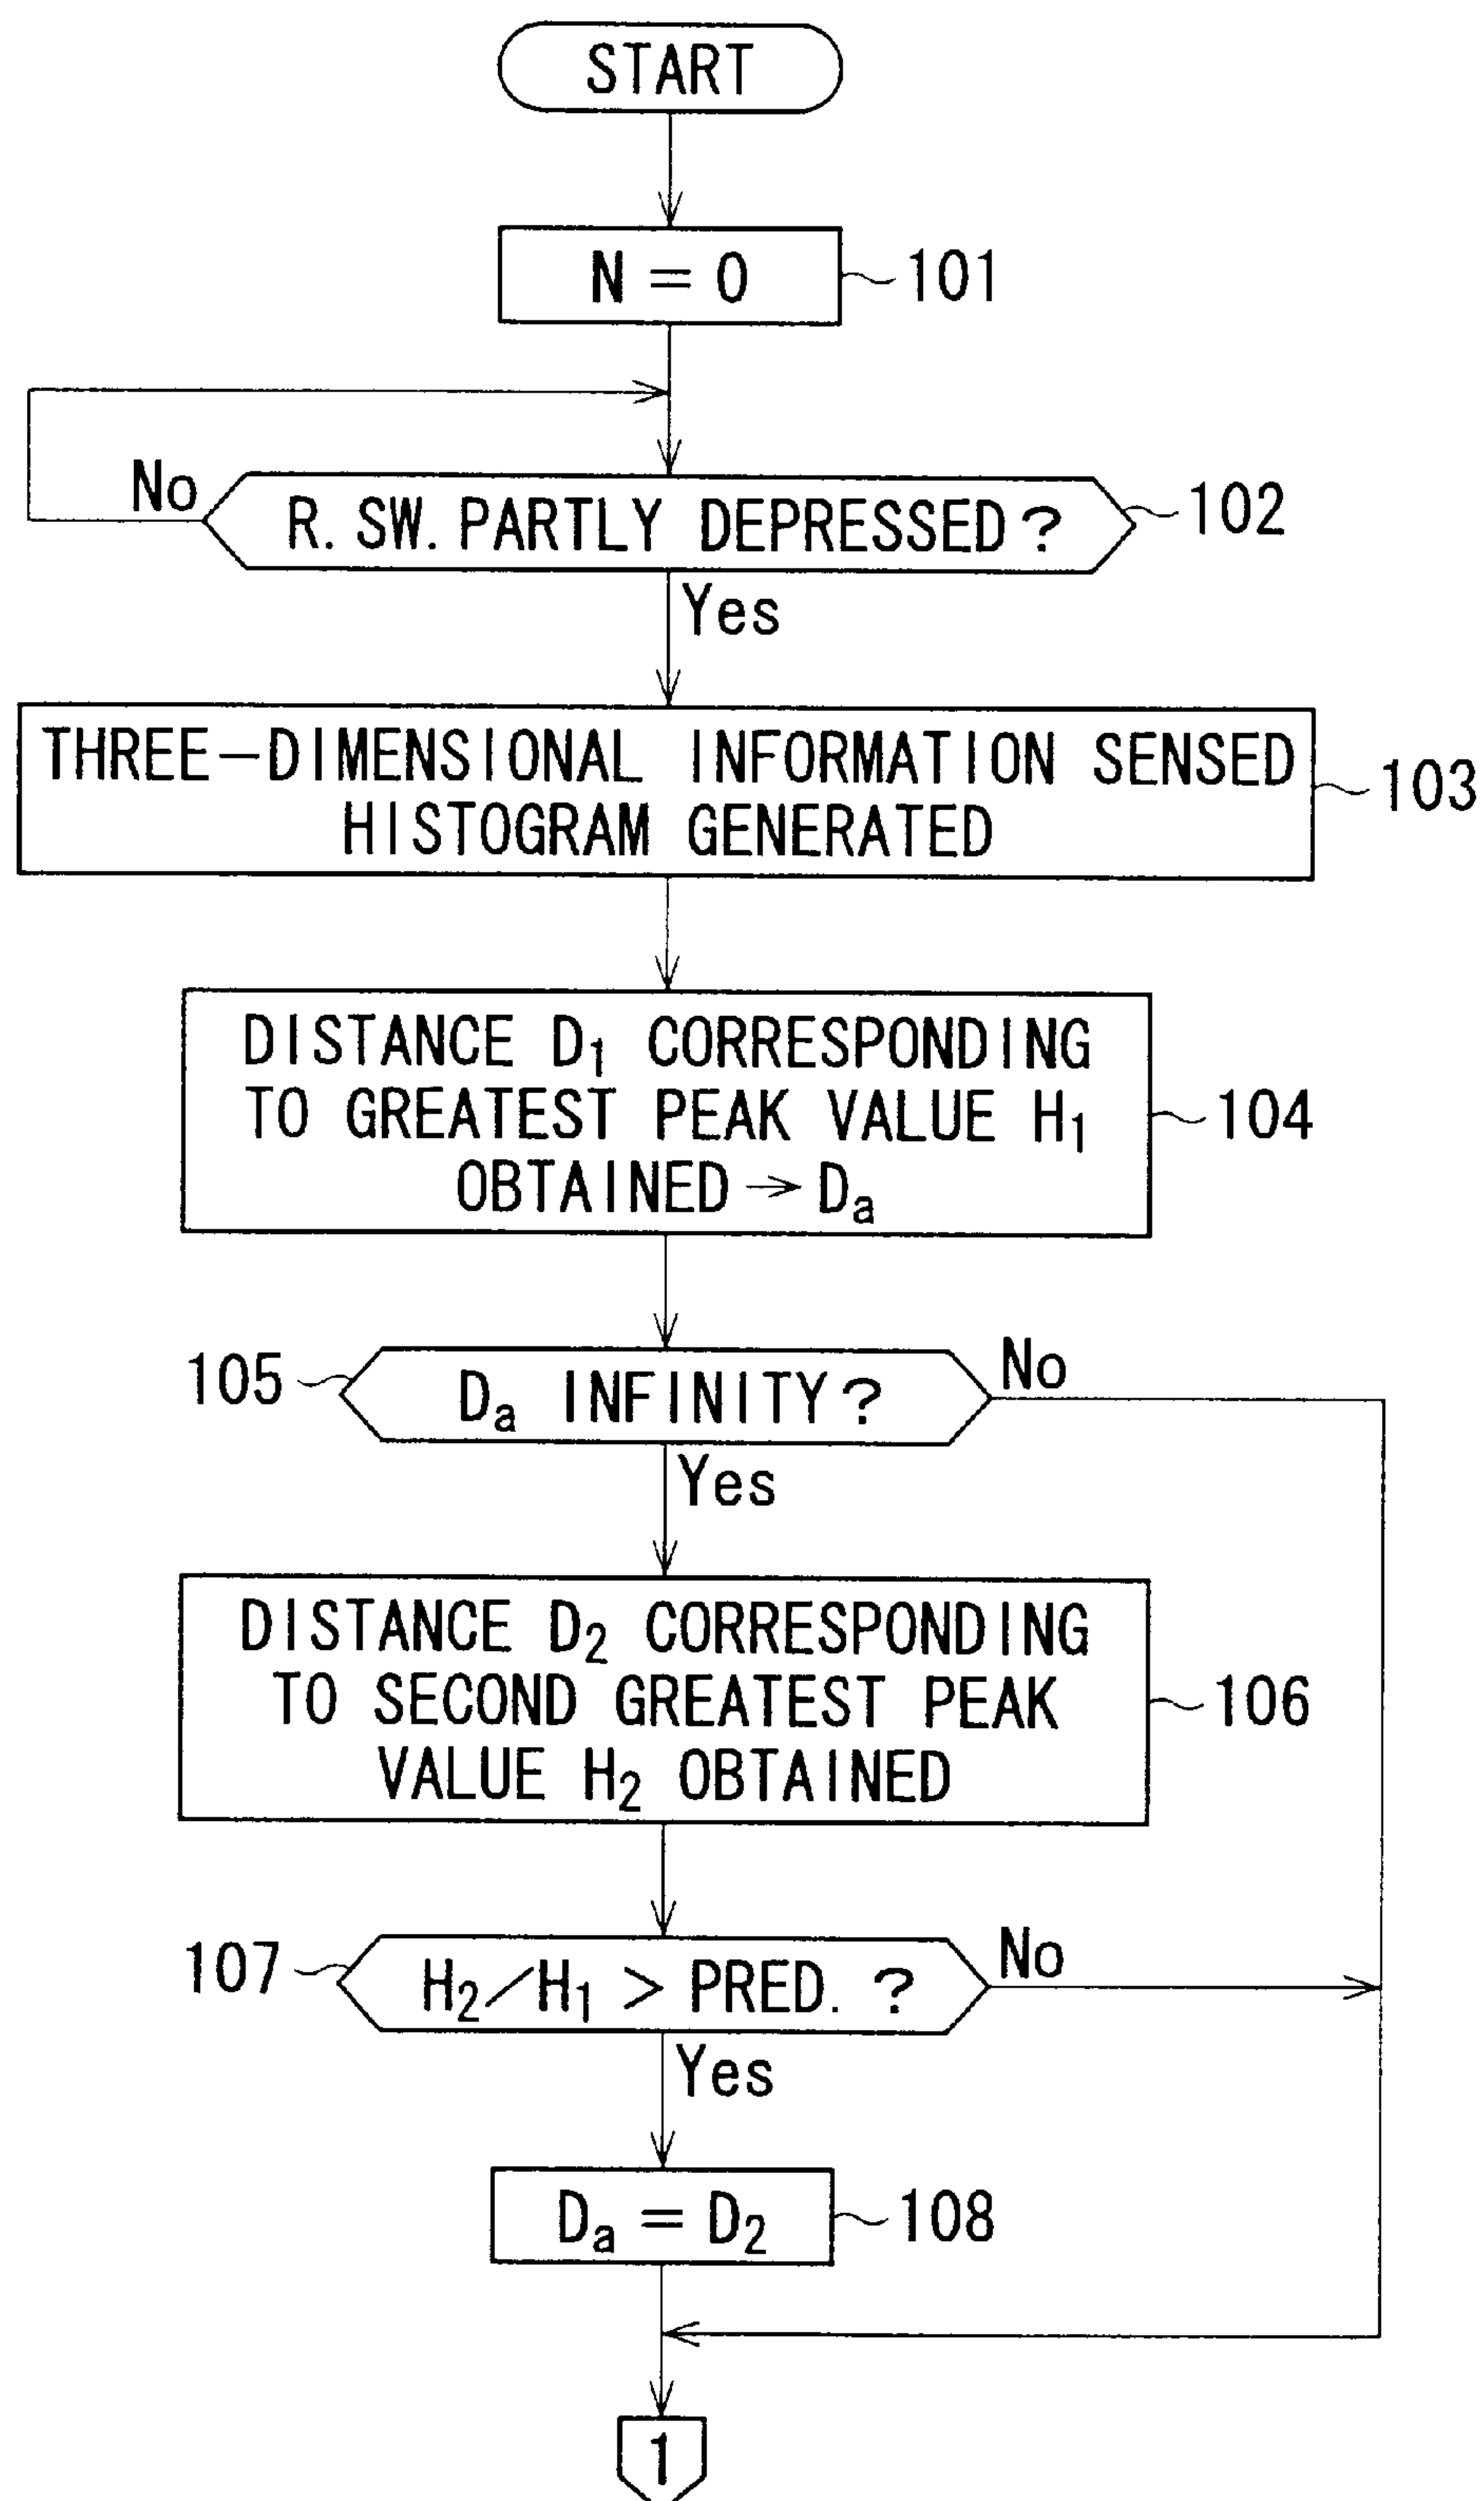 START
N = 0
101
No
R. SW. PARTLY DEPRESSED ?
102
Yes
THREE-DIMENSIONAL INFORMATION SENSED
HISTOGRAM GENERATED
103
DISTANCE D1 CORRESPONDING
TO GREATEST PEAK VALUE H1
OBTAINED → Da
104
105
Da INFINITY ?
No
Yes
DISTANCE D2 CORRESPONDING
TO SECOND GREATEST PEAK
VALUE H2 OBTAINED
106
107
H2/H1 > PRED. ?
No
Yes
Da = D2
108
1